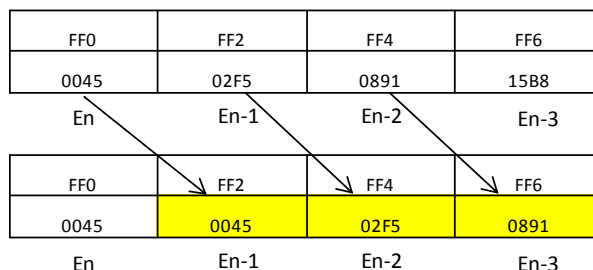 FF0 FF2 FF4 FF6
0045 02F5 0891 15B8
En En-1 En-2 En-3
FF0 FF2 FF4 FF6
0045 0045 02F5 0891
En En-1 En-2 En-3